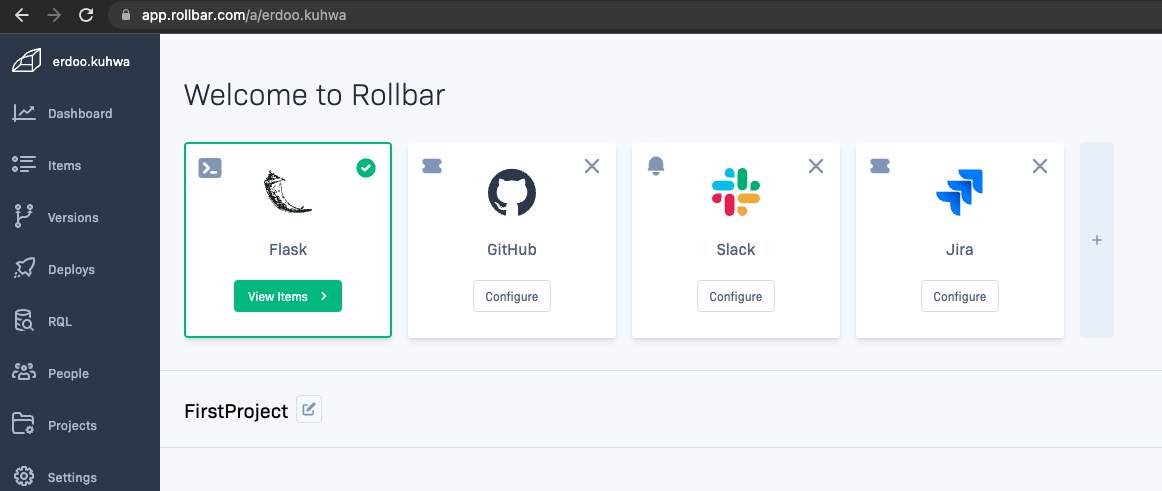 app.rollbar.com/a/erdoo.kuhwa
erdoo.kuhwa
Dashboard
Items
Versions
Deploys
RQL
People
Projects
Settings
Welcome to Rollbar
Flask
View Items
GitHub
Configure
Slack
Configure
Jira
Configure
+
FirstProject